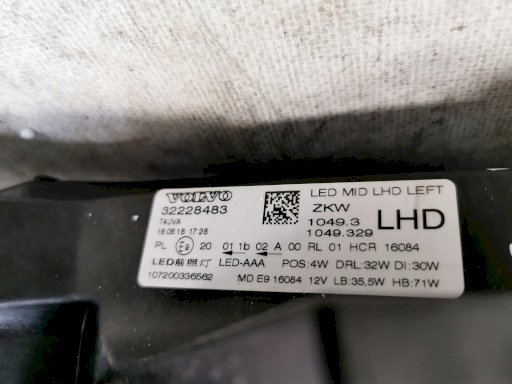 VOLVO
32228483
T4UVA
18.06.18 17:28
LED MID LHD LEFT
ZKW
1049.3
1049.329
LHD
PL E9 20 01 1b 02 A 00 RL 01 HCR 16084
LED前照灯 LED-AAA POS:4W DRL:32W DI:30W
107200336562 MD E9 16084 12V LB:35,5W HB:71W